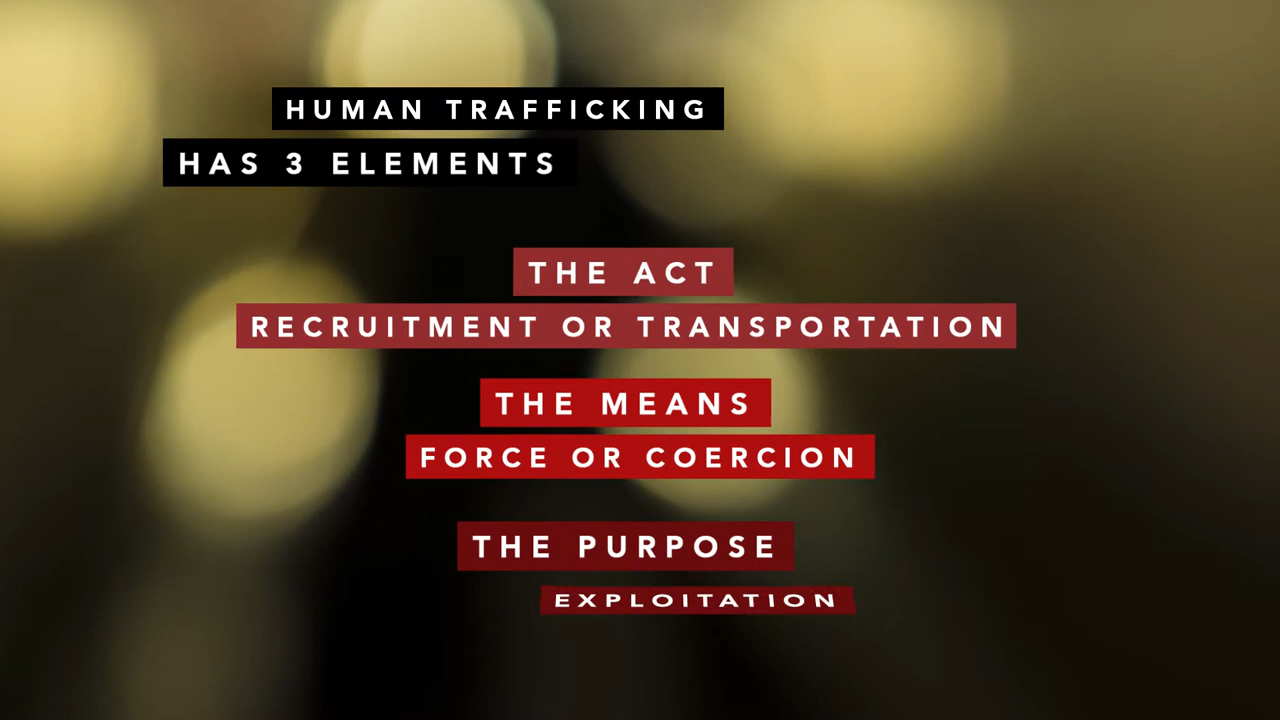 HUMAN TRAFFICKING
HAS 3 ELEMENTS
THE ACT
RECRUITMENT OR TRANSPORTATION
THE MEANS
FORCE OR COERCION
THE PURPOSE
EXPLOITATION